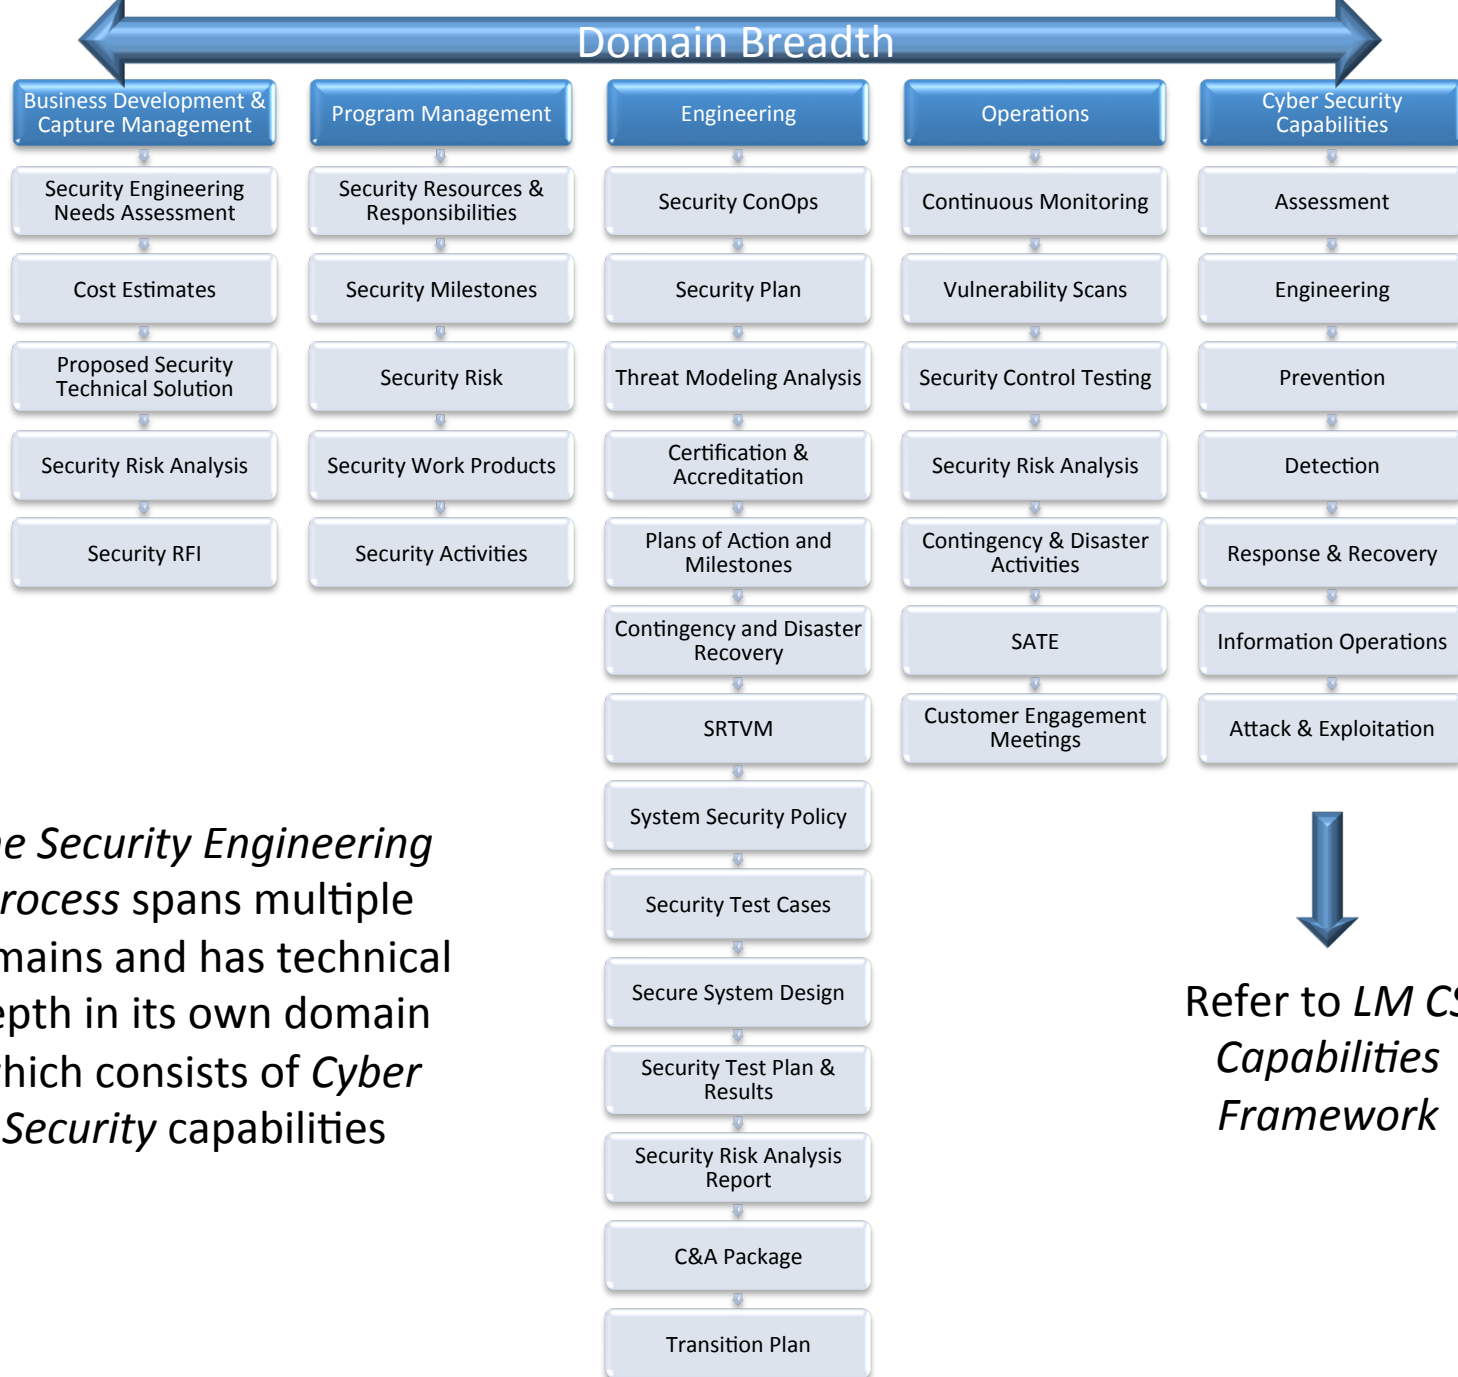 Domain Breadth
Business Development &
Capture Management
Security Engineering
Needs Assessment
Cost Estimates
Proposed Security
Technical Solution
Security Risk Analysis
Security RFI
Program Management
Security Resources &
Responsibilities
Security Milestones
Security Risk
Security Work Products
Security Activities
Engineering
Security ConOps
Security Plan
Threat Modeling Analysis
Certification &
Accreditation
Plans of Action and
Milestones
Contingency and Disaster
Recovery
SRTVM
System Security Policy
Security Test Cases
Secure System Design
Security Test Plan &
Results
Security Risk Analysis
Report
C&A Package
Transition Plan
Operations
Continuous Monitoring
Vulnerability Scans
Security Control Testing
Security Risk Analysis
Contingency & Disaster
Activities
SATE
Customer Engagement
Meetings
Cyber Security
Capabilities
Assessment
Engineering
Prevention
Detection
Response & Recovery
Information Operations
Attack & Exploitation
Security Engineering
spans multiple
and has technical
in its own domain
consists of Cyber
Security capabilities
Refer to LM
Capabilities
Framework